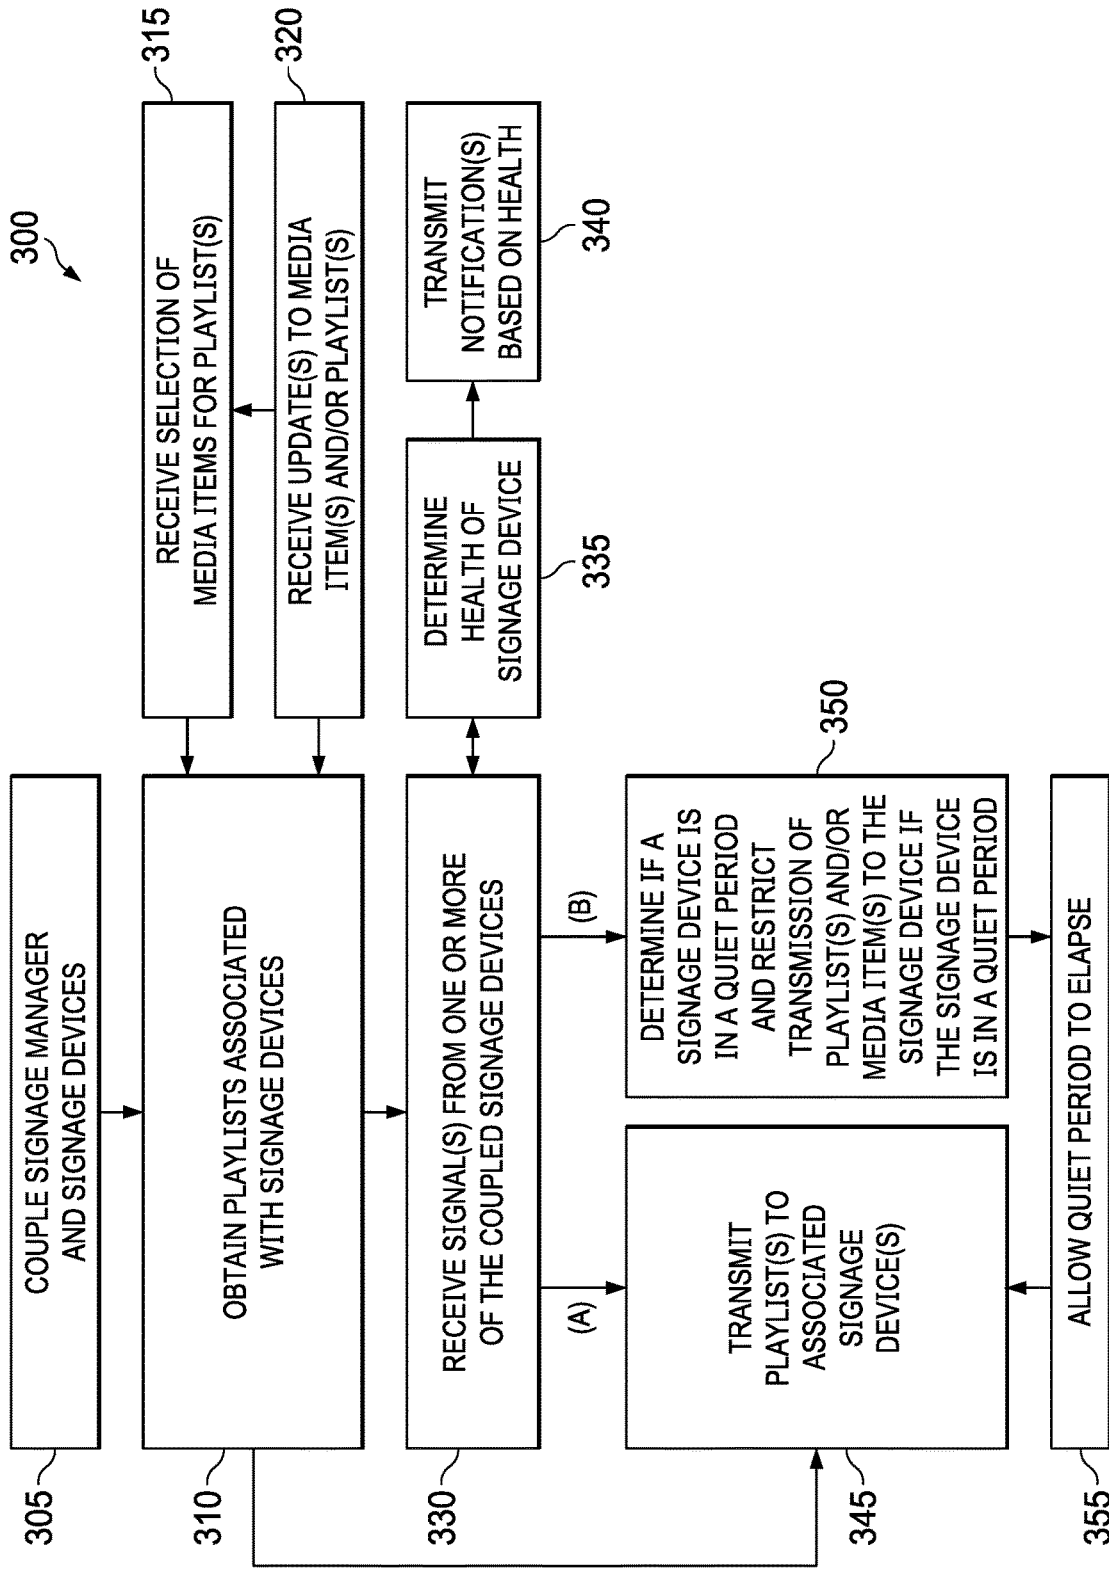 300
COUPLE SIGNAGE MANAGER
AND SIGNAGE DEVICES
305
OBTAIN PLAYLISTS ASSOCIATED
WITH SIGNAGE DEVICES
310
RECEIVE SELECTION OF
MEDIA ITEMS FOR PLAYLIST(S)
315
RECEIVE UPDATE(S) TO MEDIA
ITEM(S) AND/OR PLAYLIST(S)
320
RECEIVE SIGNAL(S) FROM ONE OR MORE
OF THE COUPLED SIGNAGE DEVICES
330
DETERMINE
HEALTH OF
SIGNAGE DEVICE
335
TRANSMIT
NOTIFICATION(S)
BASED ON HEALTH
340
(A)
(B)
TRANSMIT
PLAYLIST(S) TO
ASSOCIATED
SIGNAGE
DEVICE(S)
345
DETERMINE IF A
SIGNAGE DEVICE IS
IN A QUIET PERIOD
AND RESTRICT
TRANSMISSION OF
PLAYLIST(S) AND/OR
MEDIA ITEM(S) TO THE
SIGNAGE DEVICE IF
THE SIGNAGE DEVICE
IS IN A QUIET PERIOD
350
ALLOW QUIET PERIOD TO ELAPSE
355